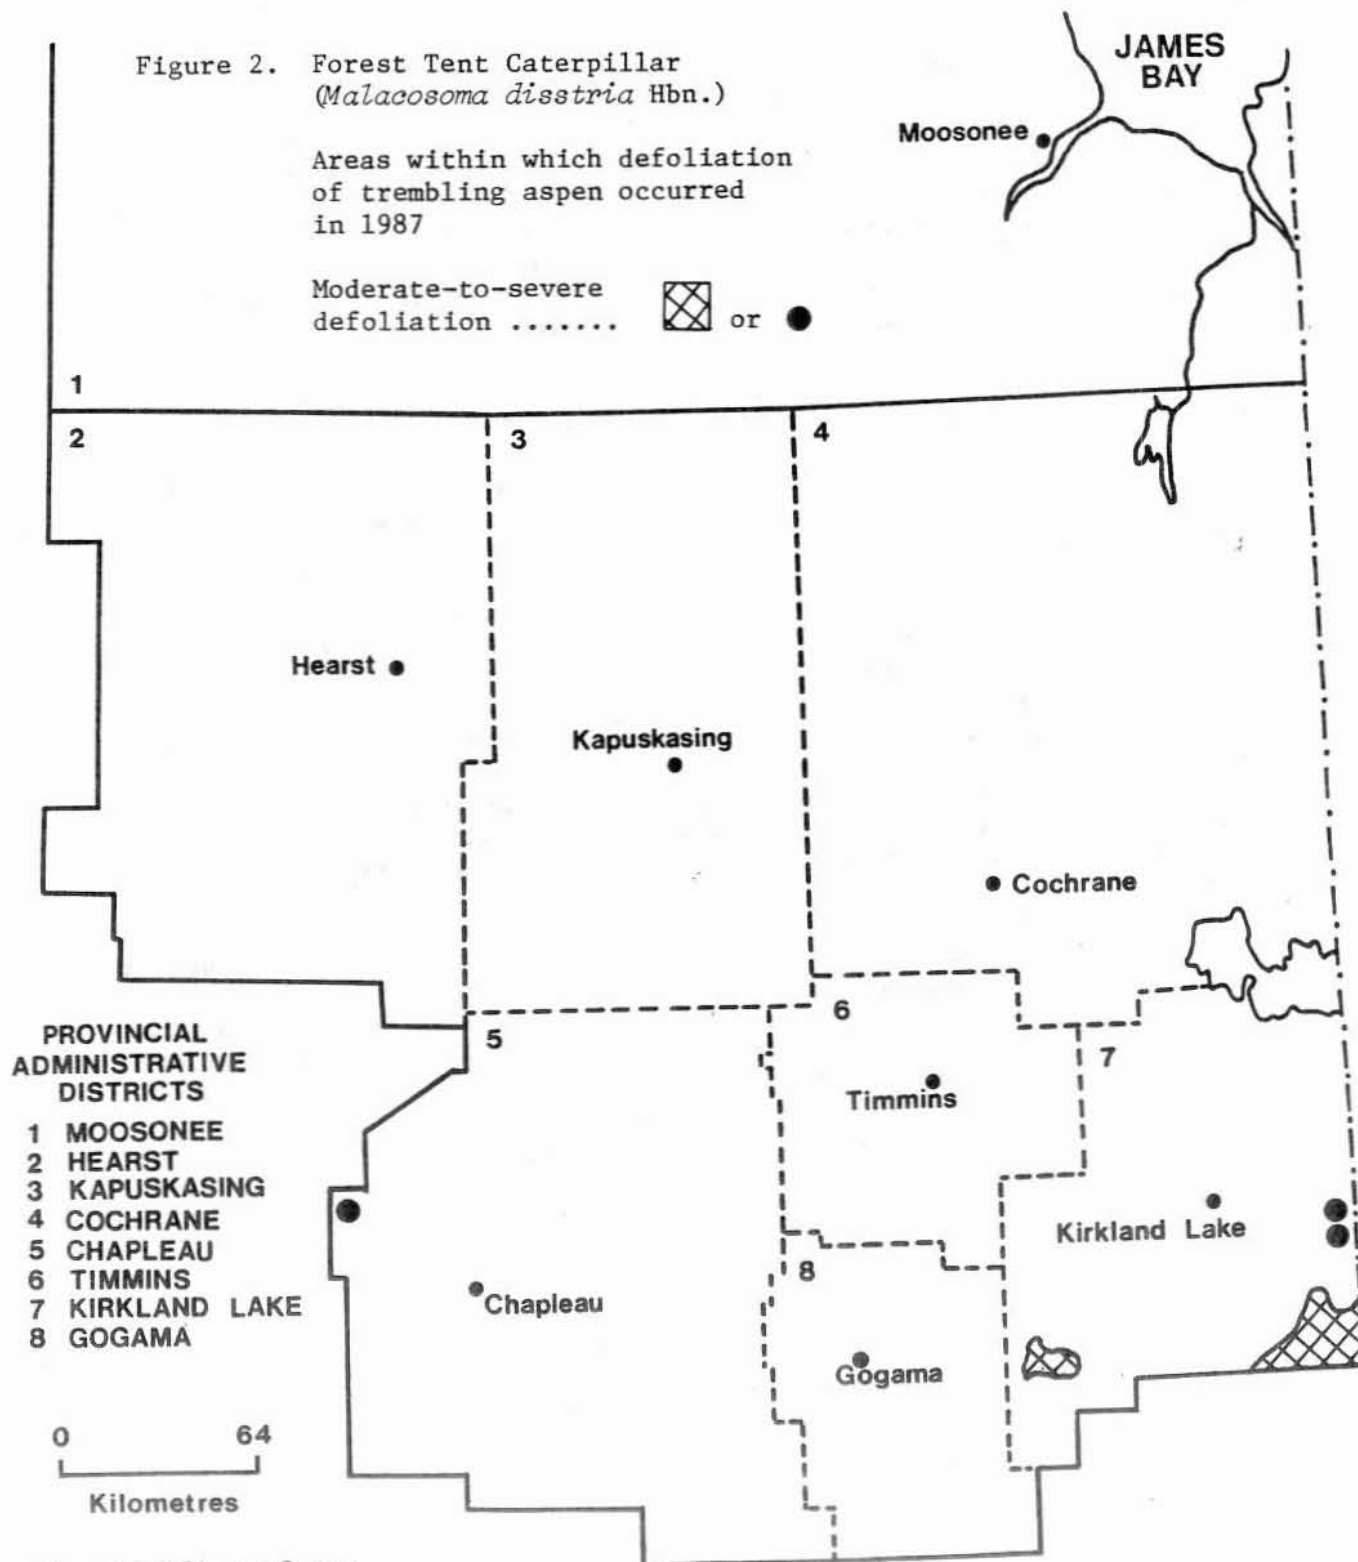 Figure 2. Forest Tent Caterpillar
(Malacosoma disstria Hbn.)
Areas within which defoliation
of trembling aspen occurred
in 1987
Moderate-to-severe
defoliation ....... or
JAMES
BAY
Moosonee
1
2
3
4
Hearst
Kapuskasing
Cochrane
5
6
7
Timmins
Kirkland Lake
8
Chapleau
Gogama
PROVINCIAL
ADMINISTRATIVE
DISTRICTS
1 MOOSONEE
2 HEARST
3 KAPUSKASING
4 COCHRANE
5 CHAPLEAU
6 TIMMINS
7 KIRKLAND LAKE
8 GOGAMA
0 64
Kilometres